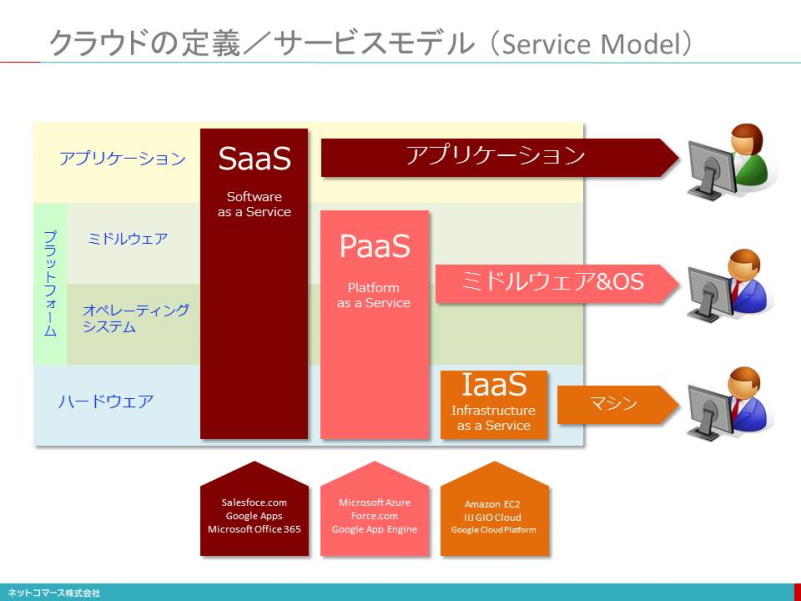 クラウドの定義／サービスモデル（Service Model）
アプリケーション
SaaS
Software
as a Service
アプリケーション
プラットフォーム
ミドルウェア
PaaS
Platform
as a Service
ミドルウェア&OS
オペレーティング
システム
ハードウェア
IaaS
Infrastructure
as a Service
マシン
Salesfoce.com
Google Apps
Microsoft Office 365
Microsoft Azure
Force.com
Google App Engine
Amazon EC2
IIJ GIO Cloud
Google Cloud Platform
ネットコマース株式会社